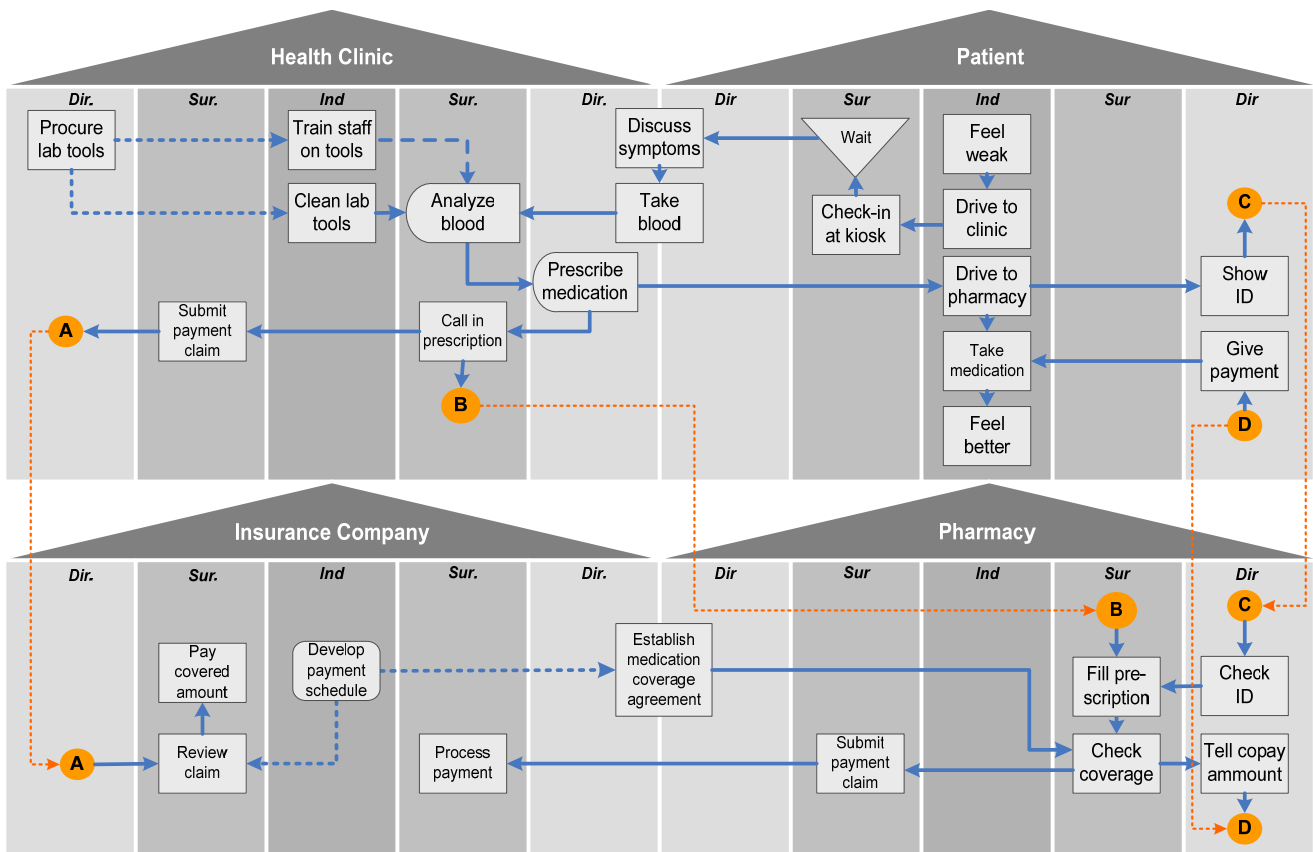 Health Clinic
Patient
Dir.
Sur.
Ind
Sur.
Dir.
Dir
Sur
Ind
Sur
Dir
Procure
lab tools
Train staff
on tools
Discuss
symptoms
Wait
Feel
weak
Clean lab
tools
Analyze
blood
Take
blood
Check-in
at kiosk
Drive to
clinic
C
Prescribe
medication
Drive to
pharmacy
Show
ID
A
Submit
payment
claim
Call in
prescription
Take
medication
Give
payment
B
Feel
better
D
Insurance Company
Pharmacy
Dir.
Sur.
Ind
Sur.
Dir.
Dir
Sur
Ind
Sur
Dir
B
C
Pay
covered
amount
Develop
payment
schedule
Establish
medication
coverage
agreement
Fill pre-
scription
Check
ID
A
Review
claim
Process
payment
Submit
payment
claim
Check
coverage
Tell copay
ammount
D